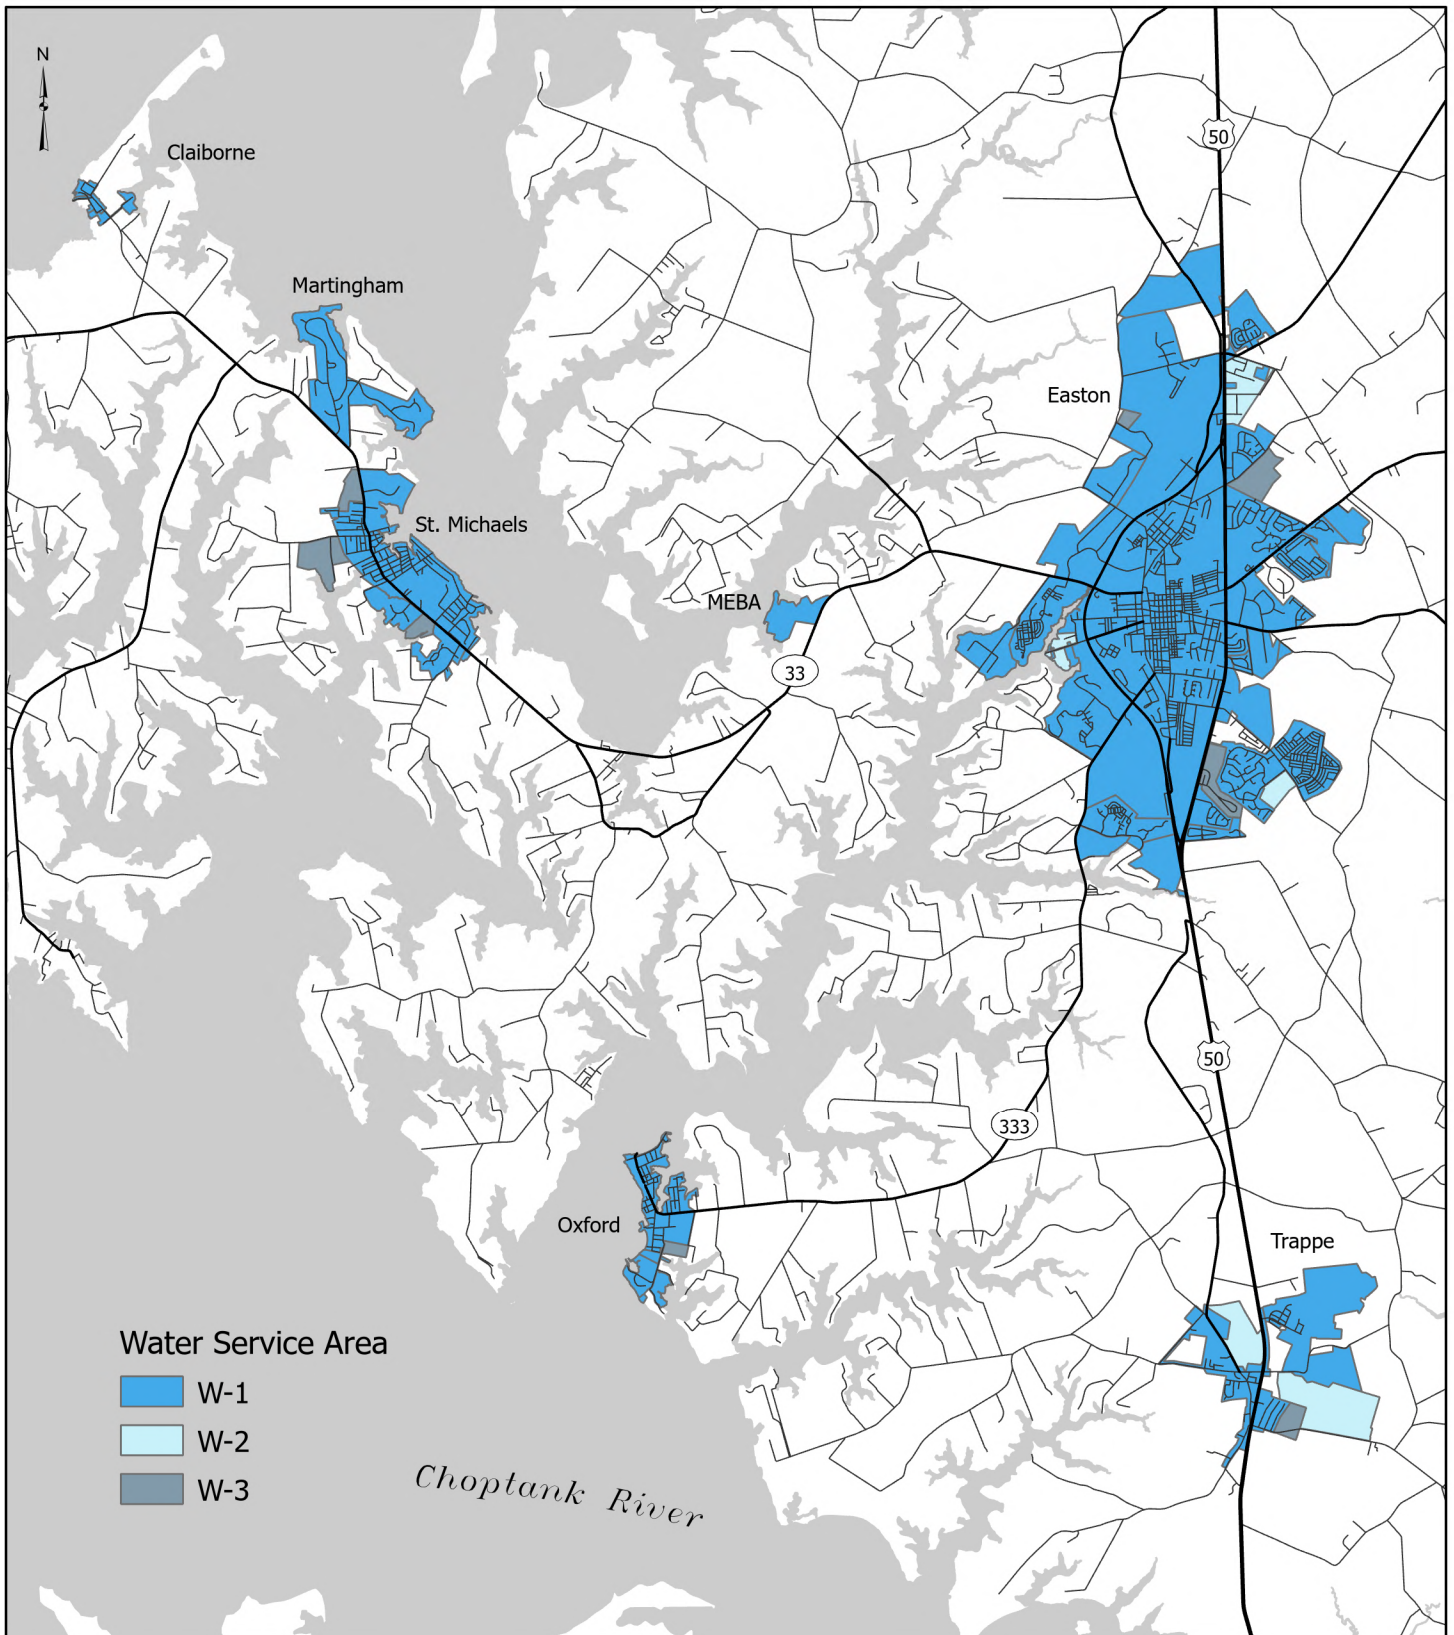 N
50
Claiborne
Martingham
Easton
St. Michaels
MEBA
33
50
333
Oxford
Trappe
Water Service Area
W-1
W-2
W-3
Choptank River